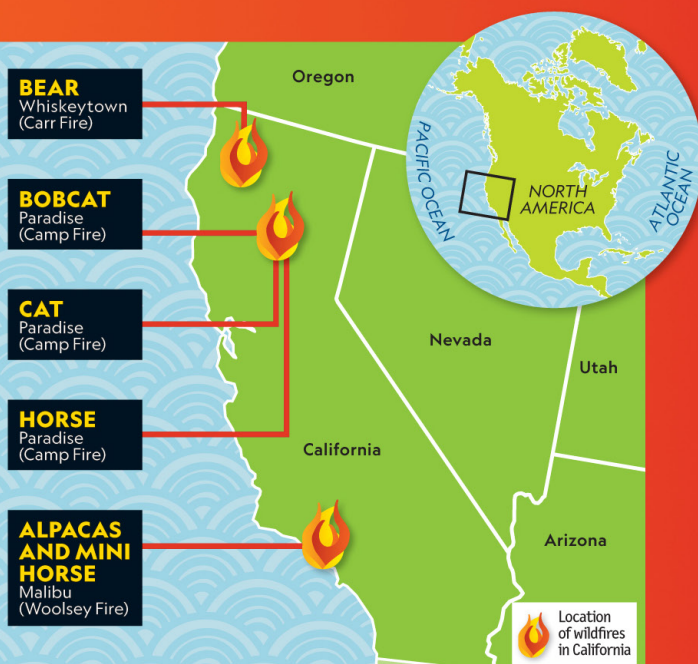 BEAR
Whiskeytown
(Carr Fire)
BOBCAT
Paradise
(Camp Fire)
CAT
Paradise
(Camp Fire)
HORSE
Paradise
(Camp Fire)
ALPACAS
AND MINI
HORSE
Malibu
(Woolsey Fire)
Oregon
Nevada
Utah
California
Arizona
PACIFIC OCEAN
NORTH
AMERICA
ATLANTIC
OCEAN
Location
of wildfires
in California